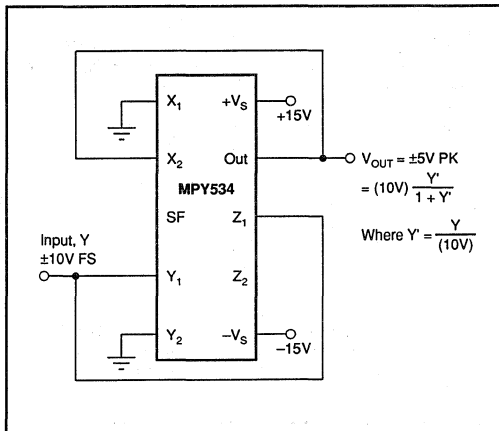 X₁
+Vₛ
+15V
X₂
Out
V_OUT = ±5V PK
= (10V) Y' / 1 + Y'
MPY534
SF
Z₁
Where Y' = Y / (10V)
Input, Y
±10V FS
Y₁
Z₂
Y₂
–Vₛ
–15V